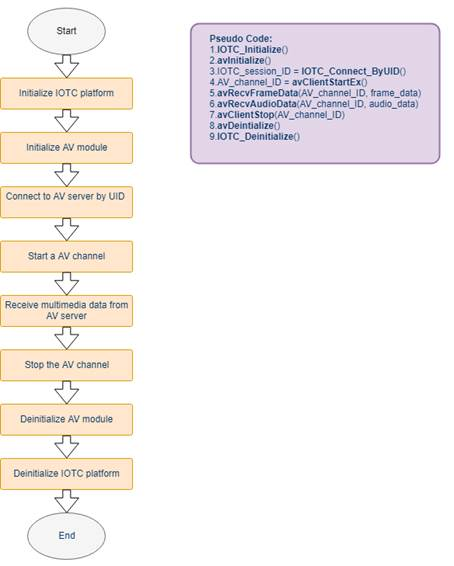 Start
Initialize IOTC platform
Initialize AV module
Connect to AV server by UID
Start a AV channel
Receive multimedia data from
AV server
Stop the AV channel
Deinitialize AV module
Deinitialize IOTC platform
End
Pseudo Code:
1.IOTC_Initialize()
2.avInitialize()
3.IOTC_session_ID = IOTC_Connect_ByUID()
4.AV_channel_ID = avClientStartEx()
5.avRecvFrameData(AV_channel_ID, frame_data)
6.avRecvAudioData(AV_channel_ID, audio_data)
7.avClientStop(AV_channel_ID)
8.avDeintialize()
9.IOTC_Deinitialize()